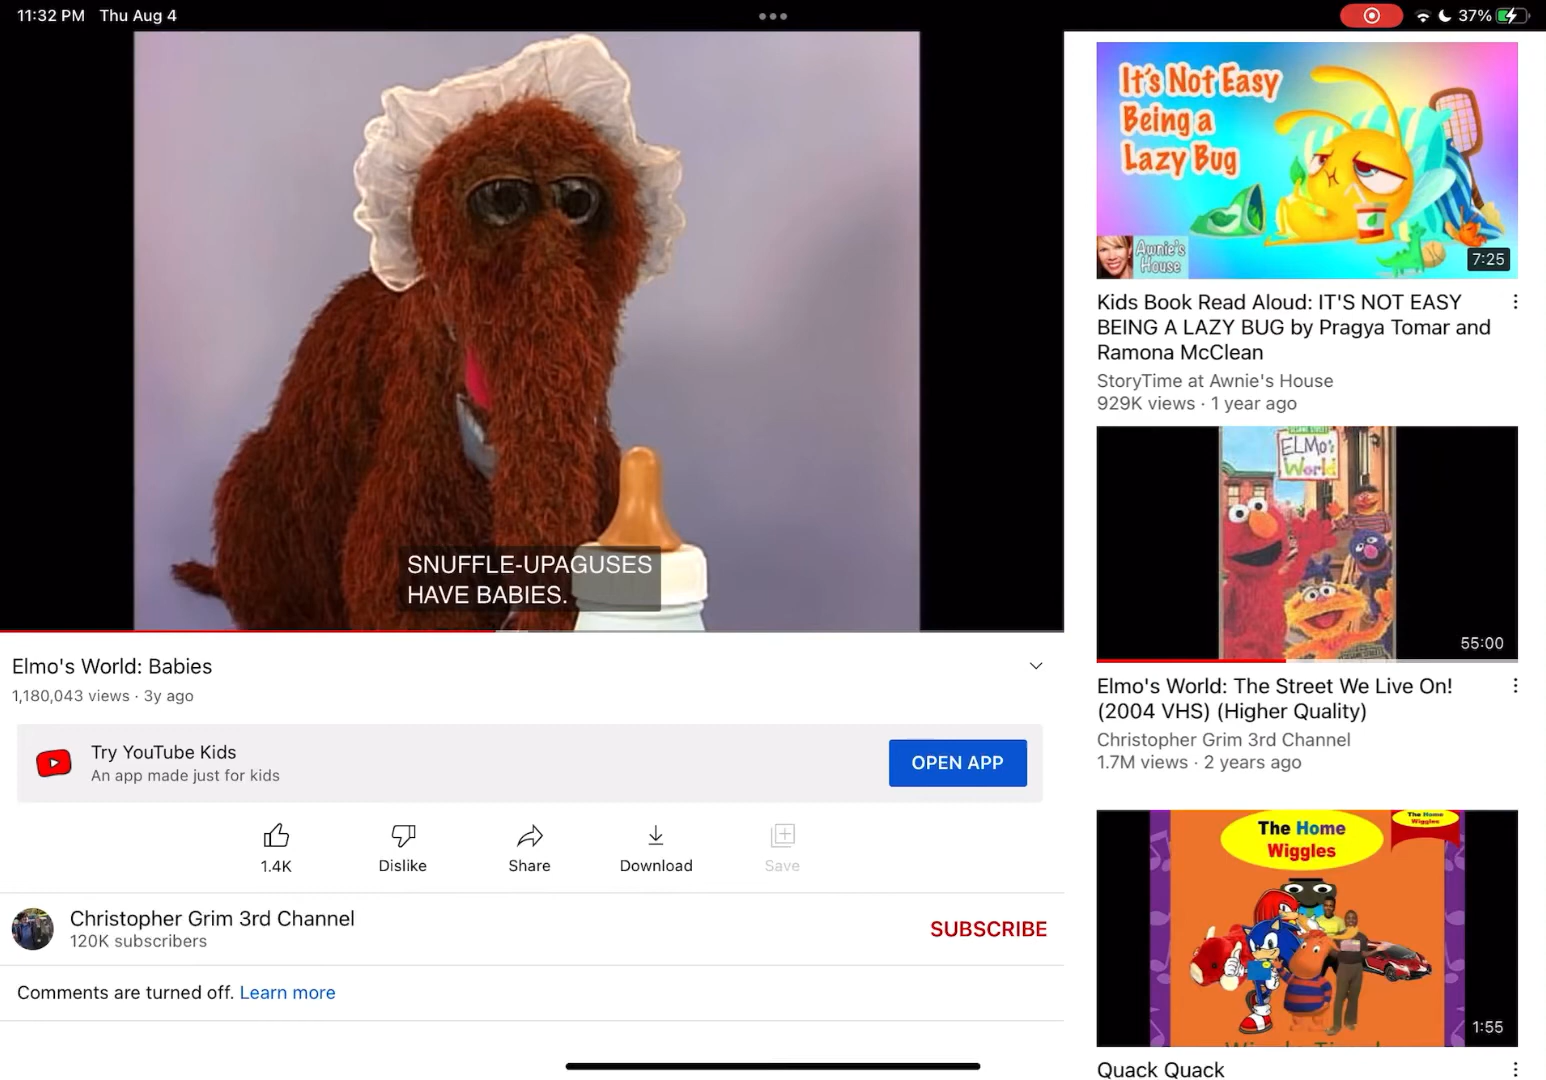 11:32 PM Thu Aug 4
37%
SNUFFLE-UPAGUSES
HAVE BABIES.
Elmo's World: Babies
1,180,043 views · 3y ago
Try YouTube Kids
An app made just for kids
OPEN APP
1.4K
Dislike
Share
Download
Save
Christopher Grim 3rd Channel
120K subscribers
SUBSCRIBE
Comments are turned off. Learn more
It's Not Easy
Being a
Lazy Bug
Awnie's
House
7:25
Kids Book Read Aloud: IT'S NOT EASY
BEING A LAZY BUG by Pragya Tomar and
Ramona McClean
StoryTime at Awnie's House
929K views · 1 year ago
ELMO's
World
55:00
Elmo's World: The Street We Live On!
(2004 VHS) (Higher Quality)
Christopher Grim 3rd Channel
1.7M views · 2 years ago
The Home
Wiggles
The Home
Wiggles
1:55
Quack Quack